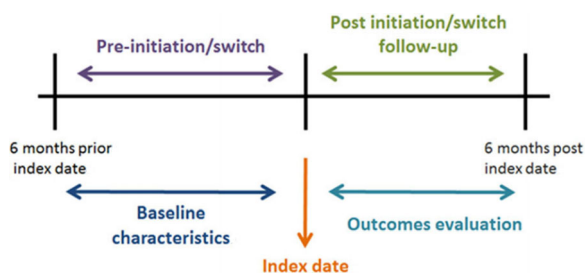 Pre-initiation/switch
Post initiation/switch
follow-up
6 months prior
index date
6 months post
index date
Baseline
characteristics
Outcomes evaluation
Index date